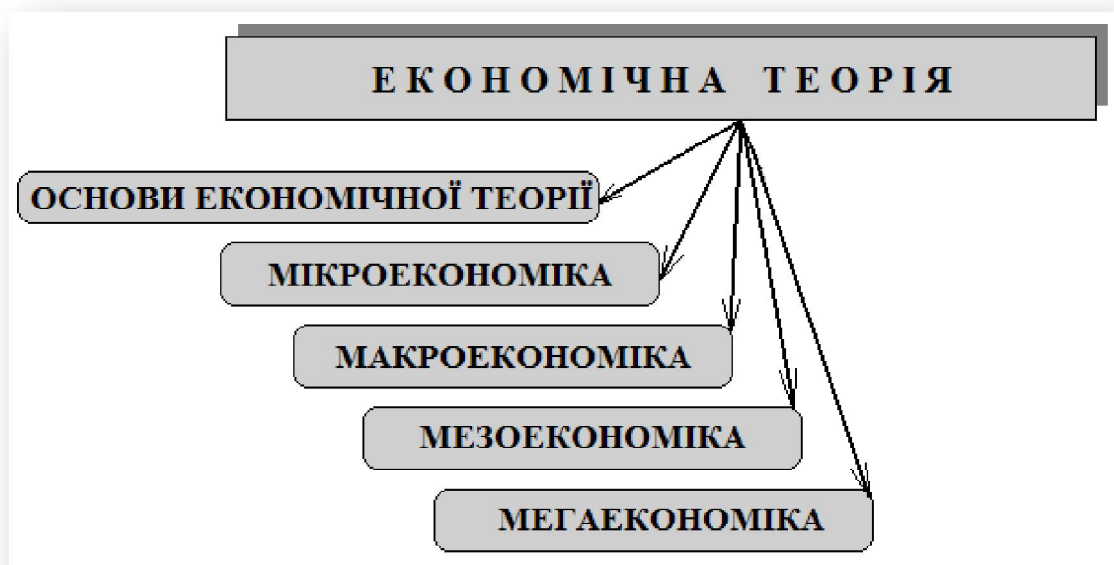 ЕКОНОМІЧНА ТЕОРІЯ
ОСНОВИ ЕКОНОМІЧНОЇ ТЕОРІЇ
МІКРОЕКОНОМІКА
МАКРОЕКОНОМІКА
МЕЗОЕКОНОМІКА
МЕГАЕКОНОМІКА